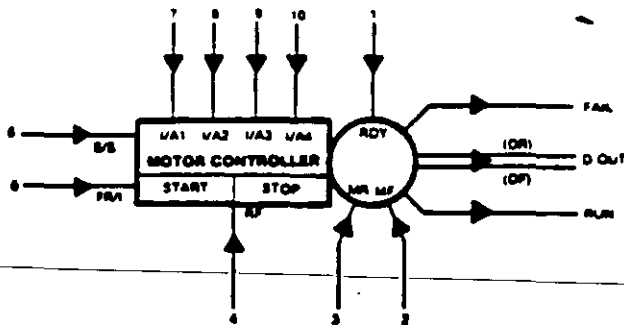 7 8 9 10 1
I/A1 I/A2 I/A3 I/A4 RDY FAIL
S/S
MOTOR CONTROLLER (OR) D OUT
START STOP MR MF (OF)
FR/I RF RUN
4 3 2